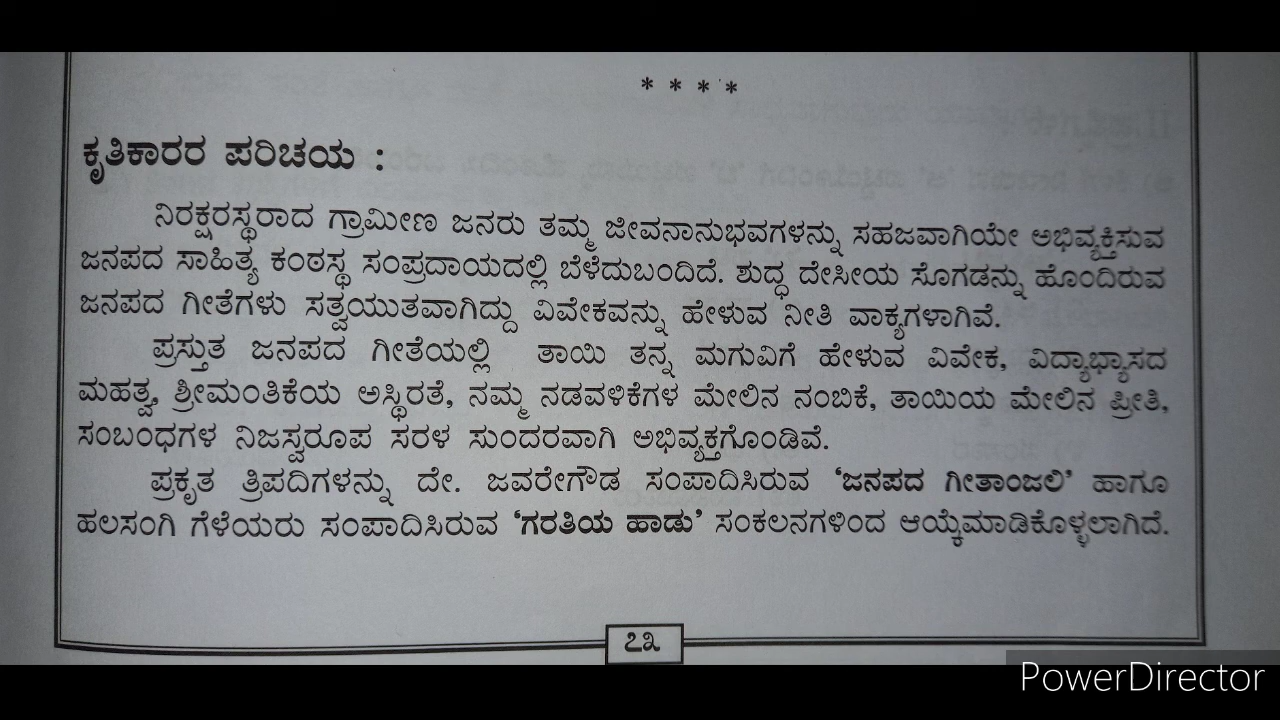 * * * *
ಕೃತಿಕಾರರ ಪರಿಚಯ :
ನಿರಕ್ಷರಸ್ಥರಾದ ಗ್ರಾಮೀಣ ಜನರು ತಮ್ಮ ಜೀವನಾನುಭವಗಳನ್ನು ಸಹಜವಾಗಿಯೇ ಅಭಿವ್ಯಕ್ತಿಸುವ
ಜನಪದ ಸಾಹಿತ್ಯ ಕಂಠಸ್ಥ ಸಂಪ್ರದಾಯದಲ್ಲಿ ಬೆಳೆದುಬಂದಿದೆ. ಶುದ್ಧ ದೇಸೀಯ ಸೊಗಡನ್ನು ಹೊಂದಿರುವ
ಜನಪದ ಗೀತೆಗಳು ಸತ್ವಯುತವಾಗಿದ್ದು ವಿವೇಕವನ್ನು ಹೇಳುವ ನೀತಿ ವಾಕ್ಯಗಳಾಗಿವೆ.
ಪ್ರಸ್ತುತ ಜನಪದ ಗೀತೆಯಲ್ಲಿ ತಾಯಿ ತನ್ನ ಮಗುವಿಗೆ ಹೇಳುವ ವಿವೇಕ, ವಿದ್ಯಾಭ್ಯಾಸದ
ಮಹತ್ವ, ಶ್ರೀಮಂತಿಕೆಯ ಅಸ್ಥಿರತೆ, ನಮ್ಮ ನಡವಳಿಕೆಗಳ ಮೇಲಿನ ನಂಬಿಕೆ, ತಾಯಿಯ ಮೇಲಿನ ಪ್ರೀತಿ,
ಸಂಬಂಧಗಳ ನಿಜಸ್ವರೂಪ ಸರಳ ಸುಂದರವಾಗಿ ಅಭಿವ್ಯಕ್ತಗೊಂಡಿವೆ.
ಪ್ರಕೃತ ತ್ರಿಪದಿಗಳನ್ನು ದೇ. ಜವರೇಗೌಡ ಸಂಪಾದಿಸಿರುವ ‘ಜನಪದ ಗೀತಾಂಜಲಿ’ ಹಾಗೂ
ಹಲಸಂಗಿ ಗೆಳೆಯರು ಸಂಪಾದಿಸಿರುವ ‘ಗರತಿಯ ಹಾಡು’ ಸಂಕಲನಗಳಿಂದ ಆಯ್ಕೆಮಾಡಿಕೊಳ್ಳಲಾಗಿದೆ.
೭೩
PowerDirector